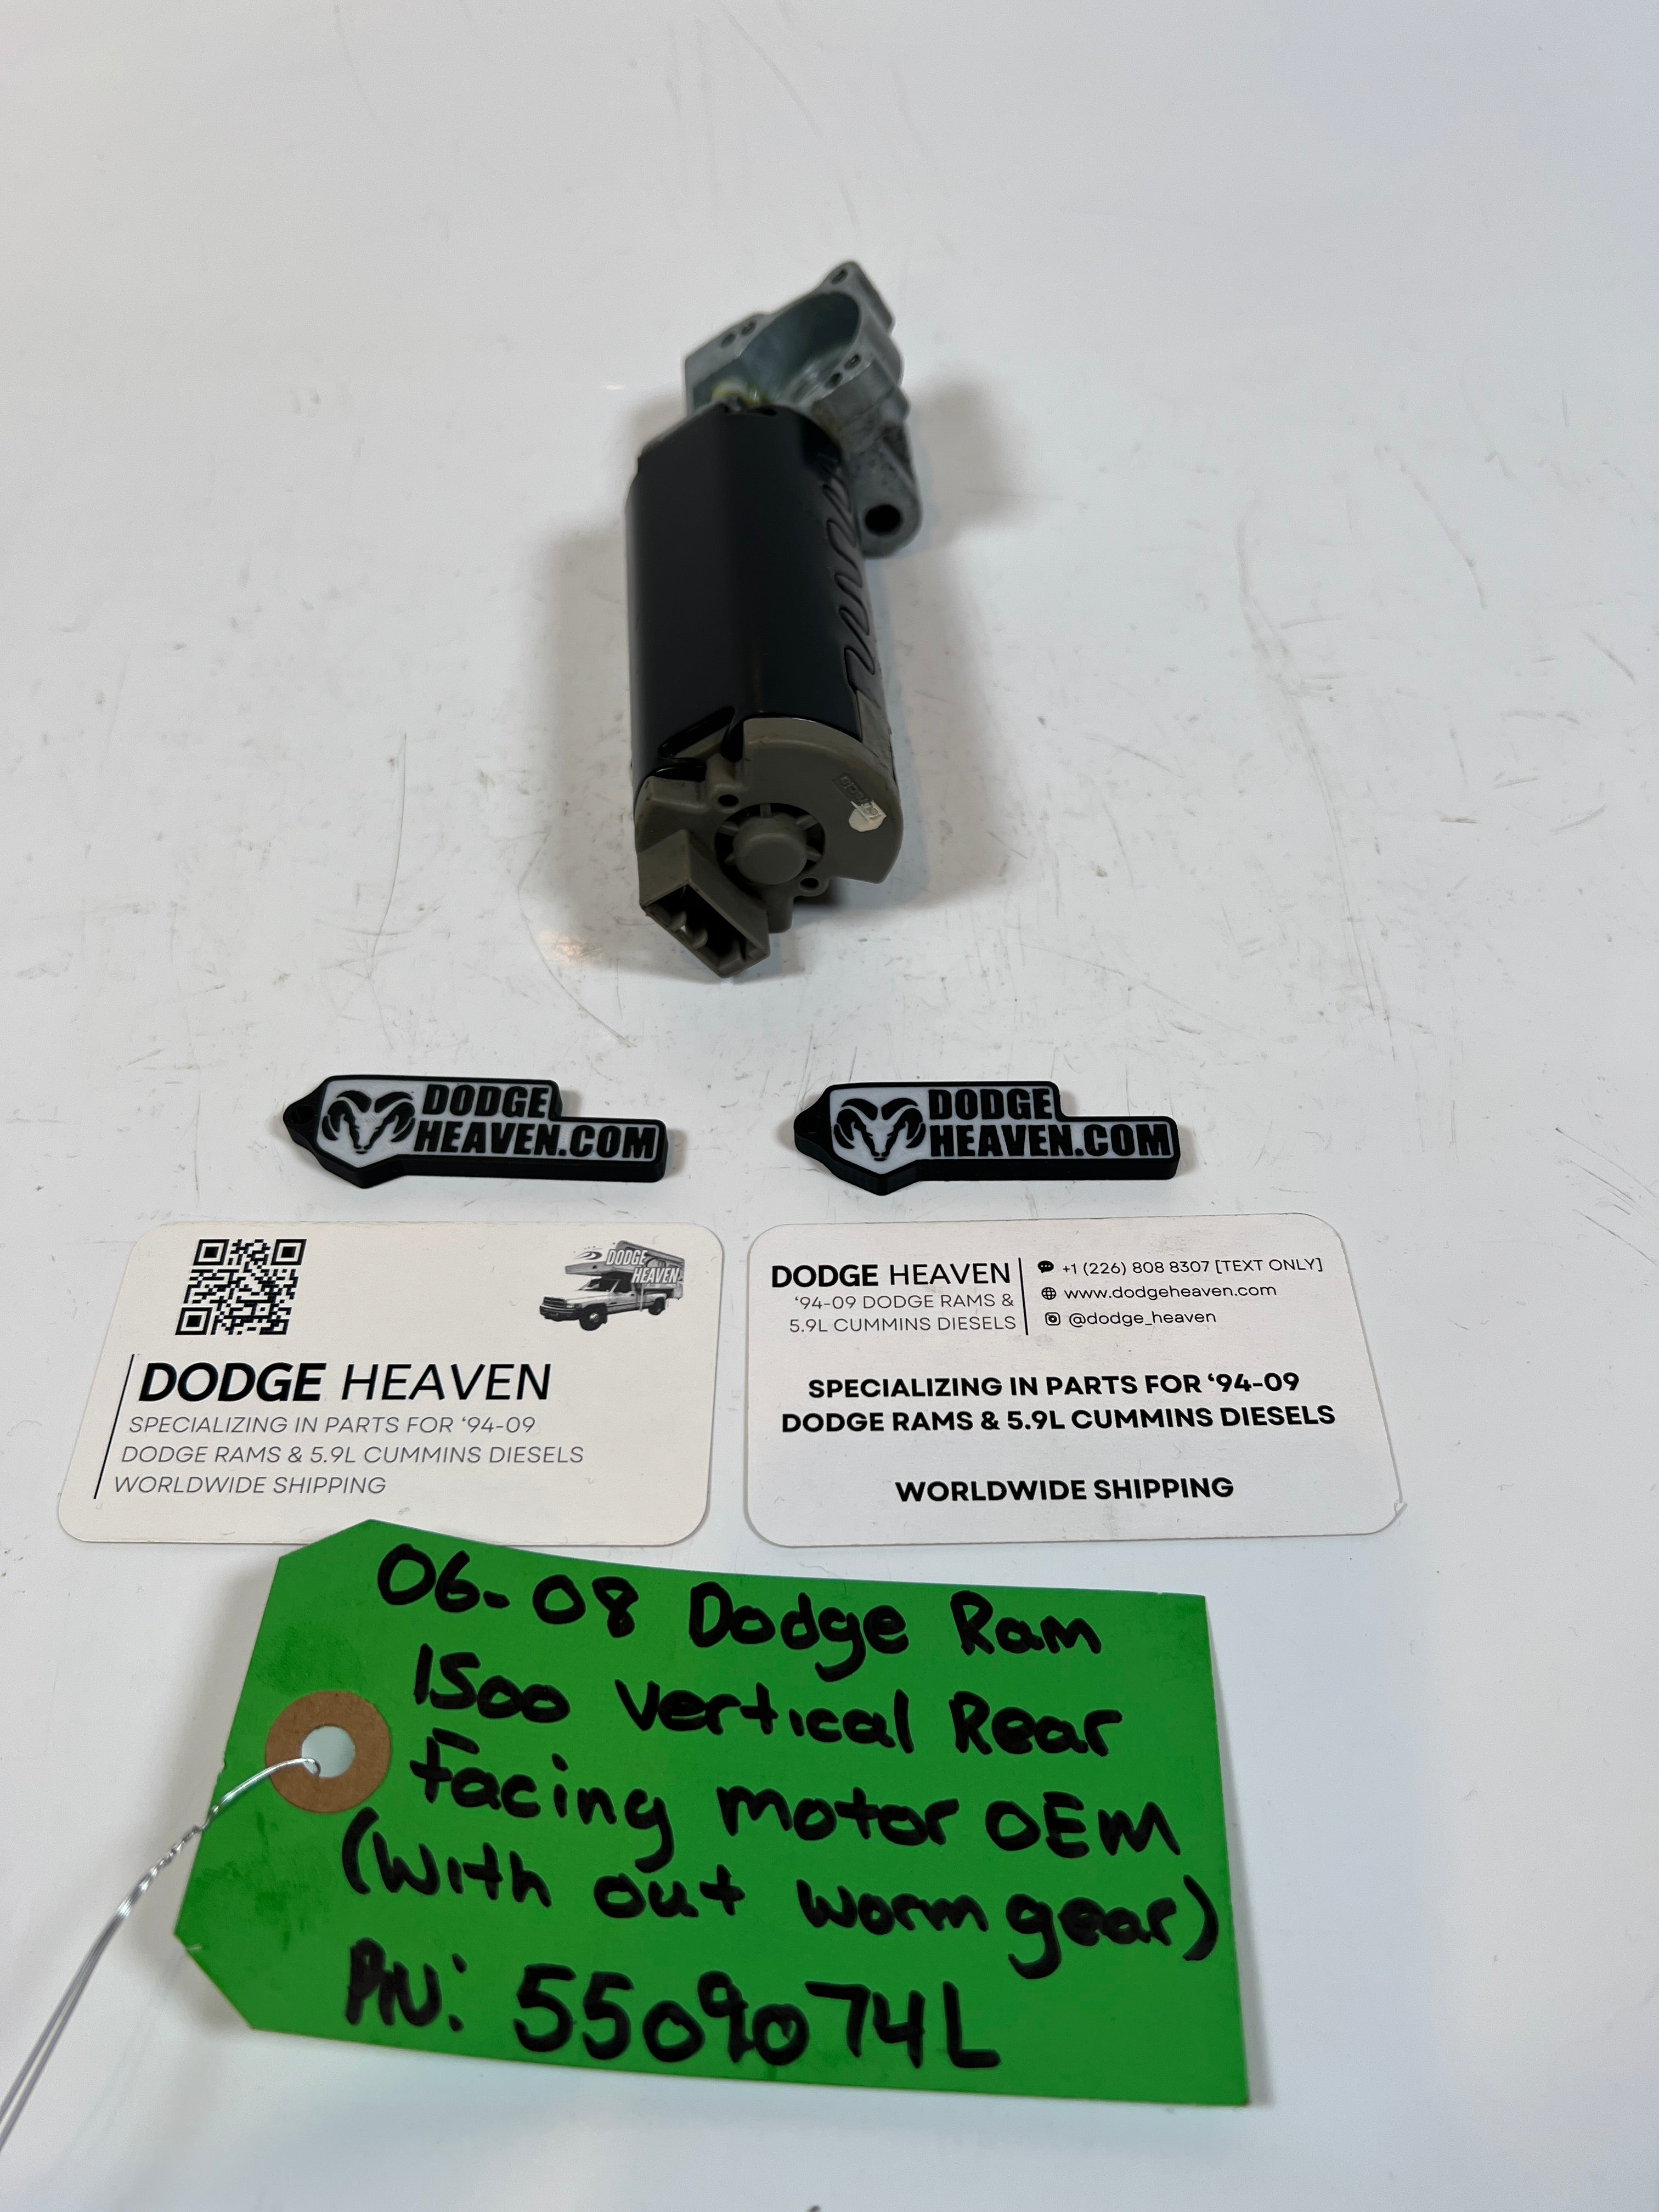 DODGE
HEAVEN.COM
DODGE
HEAVEN.COM
DODGE
HEAVEN
DODGE HEAVEN
SPECIALIZING IN PARTS FOR ‘94-09
DODGE RAMS & 5.9L CUMMINS DIESELS
WORLDWIDE SHIPPING
DODGE HEAVEN
‘94-09 DODGE RAMS &
5.9L CUMMINS DIESELS
+1 (226) 808 8307 [TEXT ONLY]
www.dodgeheaven.com
@dodge_heaven
SPECIALIZING IN PARTS FOR ‘94-09
DODGE RAMS & 5.9L CUMMINS DIESELS
WORLDWIDE SHIPPING
06-08 Dodge Ram
1500 Vertical Rear
Facing motor OEM
(With out worm gear)
PN: 5509074L